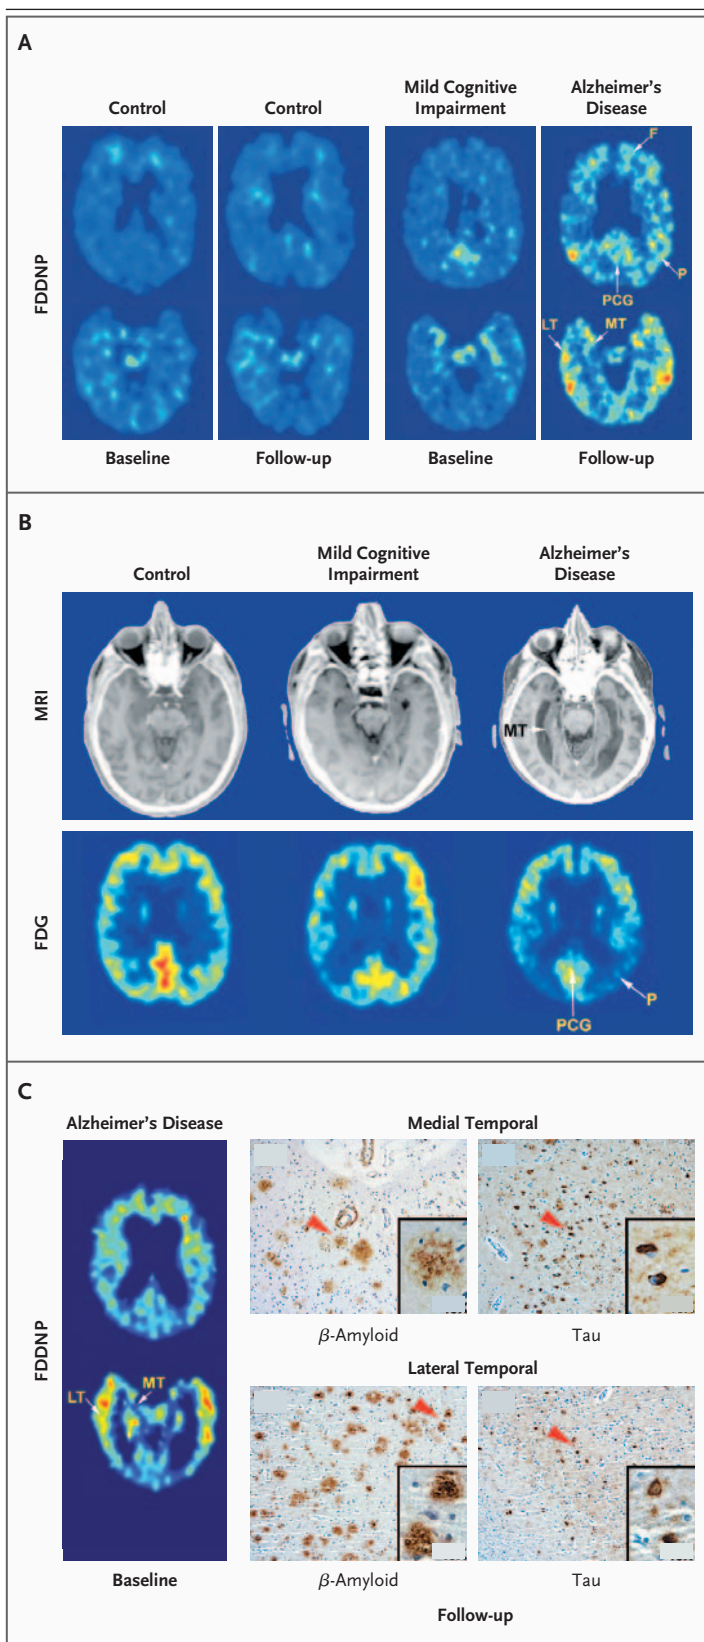 A
Control
Control
Mild Cognitive
Impairment
Alzheimer's
Disease
FDDNP
F
P
PCG
LT
MT
Baseline
Follow-up
Baseline
Follow-up
B
Control
Mild Cognitive
Impairment
Alzheimer's
Disease
MRI
MT
FDG
P
PCG
C
Alzheimer's Disease
Medial Temporal
FDDNP
β-Amyloid
Tau
Lateral Temporal
LT
MT
Baseline
β-Amyloid
Tau
Follow-up